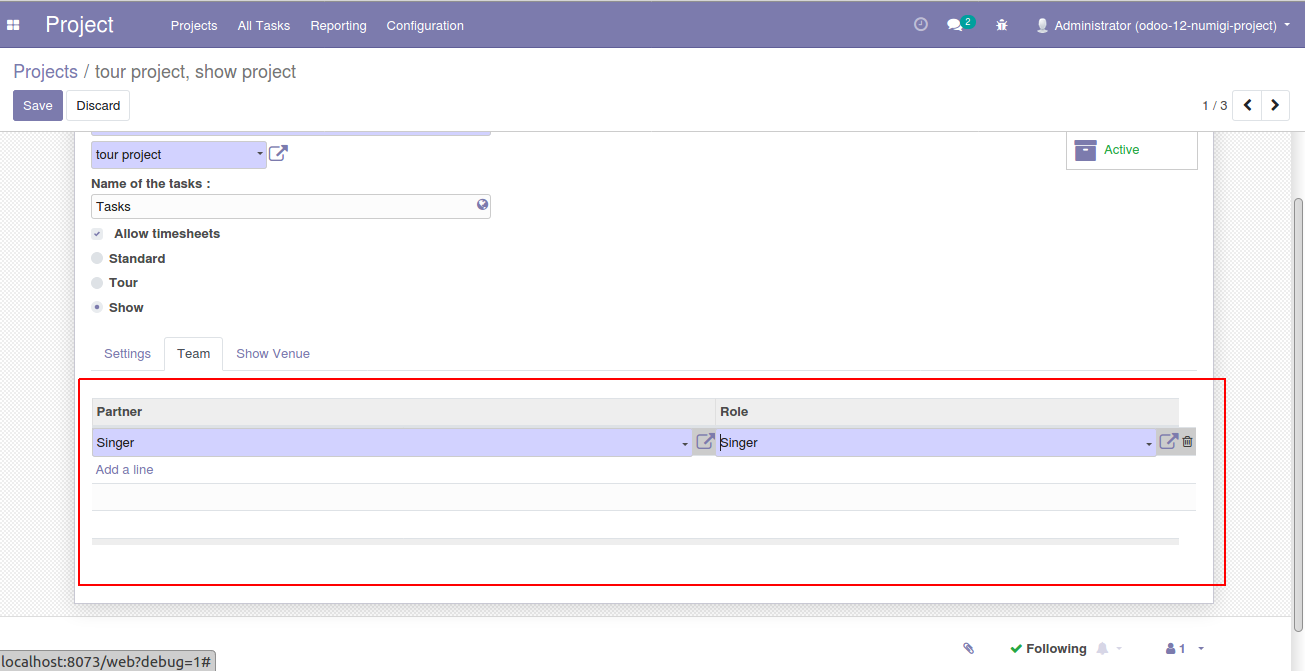 Project Projects All Tasks Reporting Configuration 2 Administrator (odoo-12-numigi-project)
Projects / tour project, show project
Save Discard 1 / 3
tour project Active
Name of the tasks :
Tasks
Allow timesheets
Standard
Tour
Show
Settings Team Show Venue
Partner Role
Singer Singer
Add a line
Following 1
localhost:8073/web?debug=1#